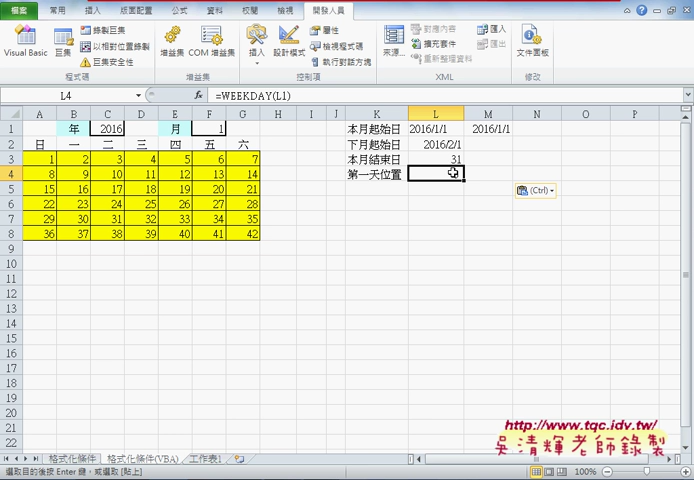 檔案 常用 插入 版面配置 公式 資料 校閱 檢視 開發人員
Visual Basic 巨集 錄製巨集 以相對位置錄製 巨集安全性 增益集 COM 增益集 插入 設計模式 屬性 檢視程式碼 執行對話方塊 來源... 對應內容 擴充套件 重新整理資料 匯入 匯出 文件面板
程式碼 增益集 控制項 XML 修改
L4 fx =WEEKDAY(L1)
A B C D E F G H I J K L M N O P
1 年 2016 月 1 本月起始日 2016/1/1 2016/1/1
2 日 一 二 三 四 五 六 下月起始日 2016/2/1
3 1 2 3 4 5 6 7 本月結束日 31
4 8 9 10 11 12 13 14 第一天位置
(Ctrl)
5 15 16 17 18 19 20 21
6 22 23 24 25 26 27 28
7 29 30 31 32 33 34 35
8 36 37 38 39 40 41 42
9
10
11
12
13
14
15
16
17
18
19
20
21
22
http://www.tqc.idv.tw/
吳清輝老師錄製
格式化條件 格式化條件(VBA) 工作表1
選取目的後按 Enter 鍵，或選取 [貼上] 100%